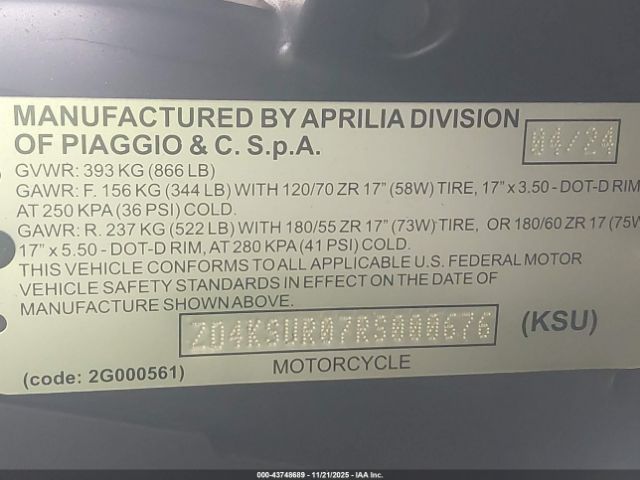 MANUFACTURED BY APRILIA DIVISION
OF PIAGGIO & C. S.p.A.
04/24
GVWR: 393 KG (866 LB)
GAWR: F. 156 KG (344 LB) WITH 120/70 ZR 17" (58W) TIRE, 17" x 3.50 - DOT-D RIM,
AT 250 KPA (36 PSI) COLD.
GAWR: R. 237 KG (522 LB) WITH 180/55 ZR 17" (73W) TIRE, OR 180/60 ZR 17 (75W
17" x 5.50 - DOT-D RIM, AT 280 KPA (41 PSI) COLD.
THIS VEHICLE CONFORMS TO ALL APPLICABLE U.S. FEDERAL MOTOR
VEHICLE SAFETY STANDARDS IN EFFECT ON THE DATE OF
MANUFACTURE SHOWN ABOVE.
ZD4KSUR07RS000676
(KSU)
(code: 2G000561)
MOTORCYCLE
000-43748689 - 11/21/2025 - IAA Inc.